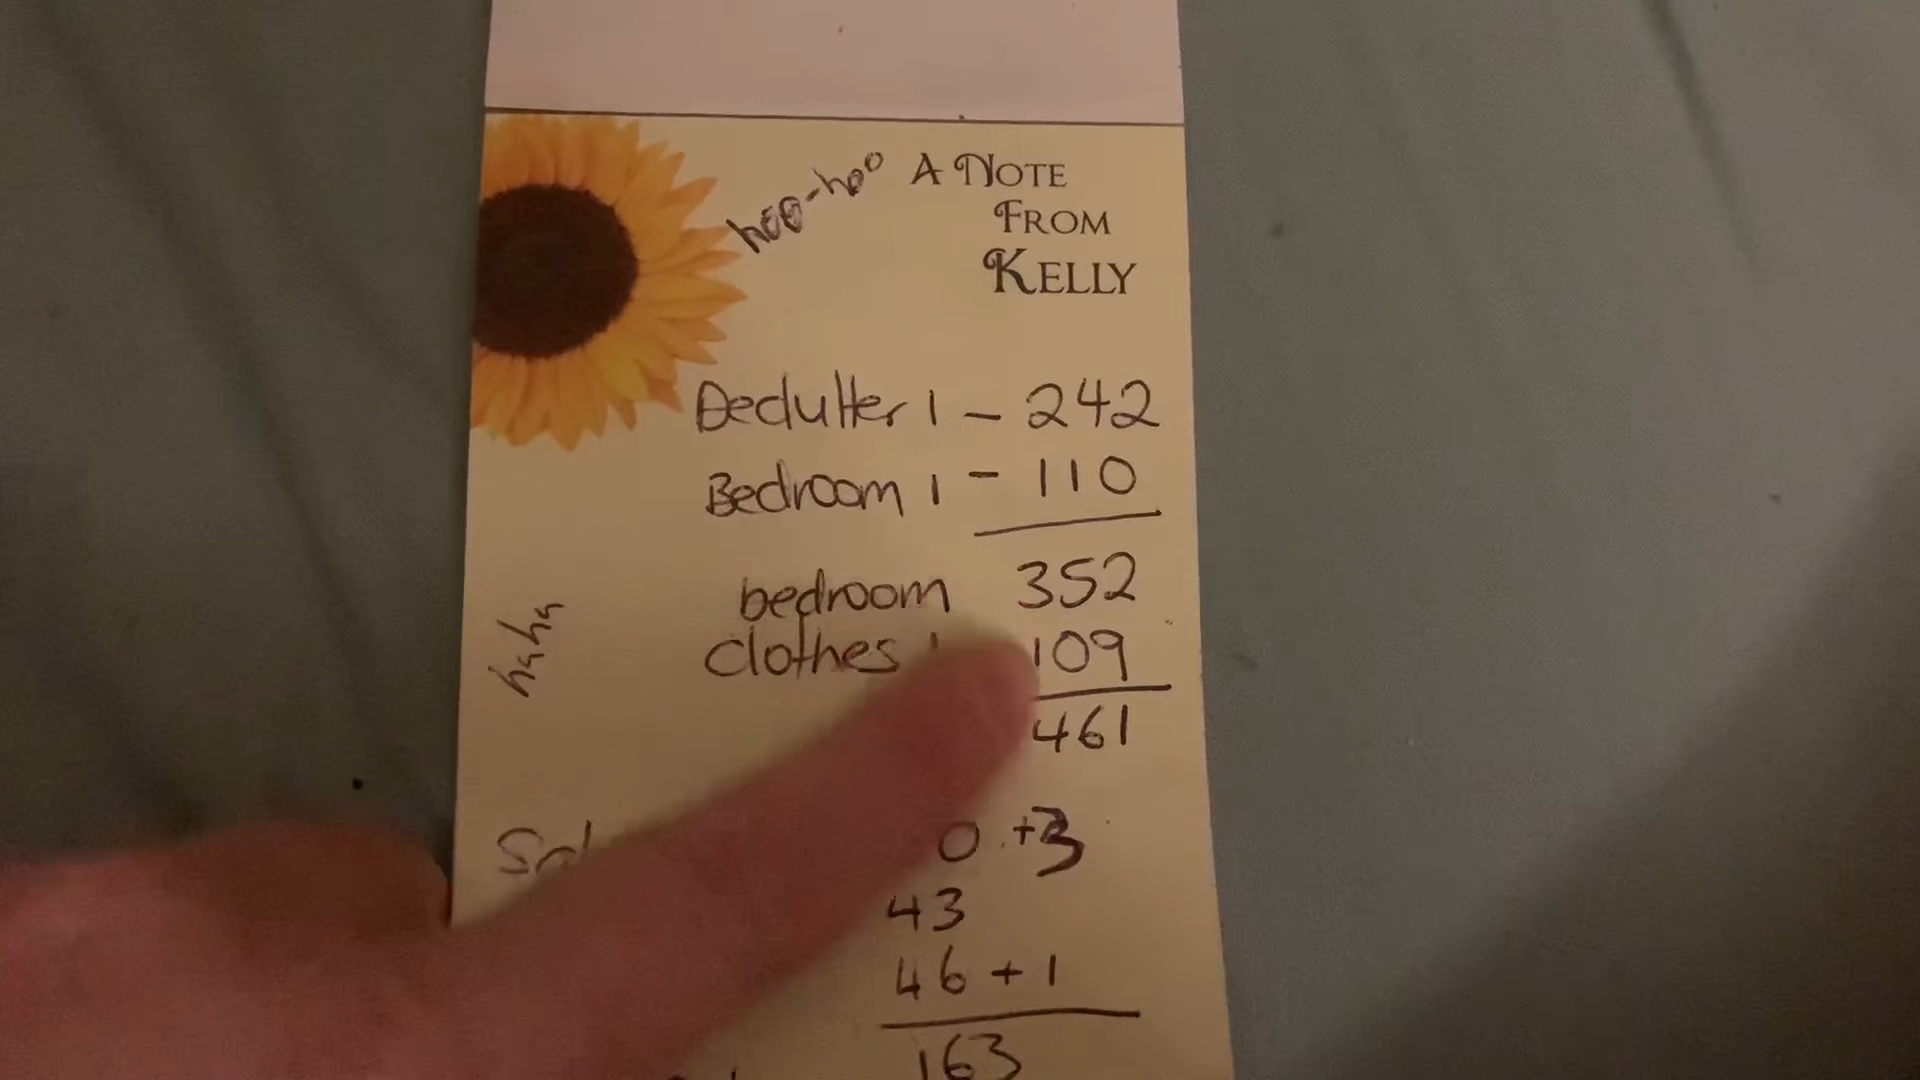 hoo-hoo
A NOTE
FROM
KELLY
Declutter 1 - 242
Bedroom 1 - 110
bedroom 352
clothes 1 109
461
haha
0 +3
43
46 + 1
163